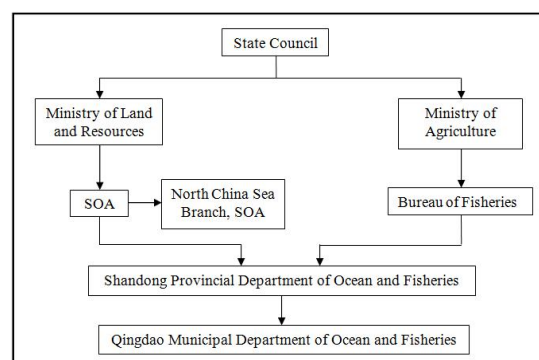 State Council
Ministry of Land
and Resources
Ministry of
Agriculture
SOA
North China Sea
Branch, SOA
Bureau of Fisheries
Shandong Provincial Department of Ocean and Fisheries
Qingdao Municipal Department of Ocean and Fisheries